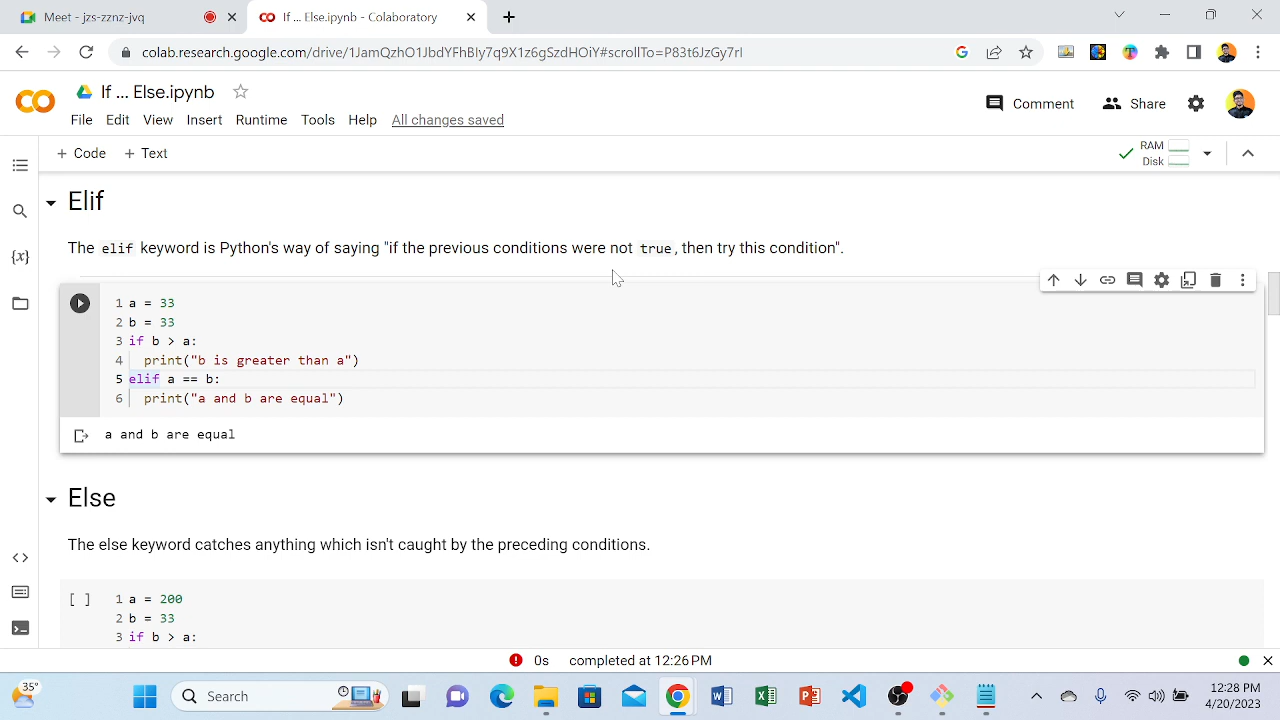 Meet - jzs-zznz-jvq
If ... Else.ipynb - Colaboratory
colab.research.google.com/drive/1JamQzhO1JbdYFhBIy7q9X1z6gSzdHOiY#scrollTo=P83t6JzGy7rl
If ... Else.ipynb
Comment
Share
File Edit View Insert Runtime Tools Help All changes saved
+ Code + Text
RAM
Disk
Elif
The elif keyword is Python's way of saying "if the previous conditions were not true, then try this condition".
1 a = 33
2 b = 33
3 if b > a:
4 print("b is greater than a")
5 elif a == b:
6 print("a and b are equal")
a and b are equal
Else
The else keyword catches anything which isn't caught by the preceding conditions.
[ ] 1 a = 200
2 b = 33
3 if b > a:
0s completed at 12:26 PM
35°
Search
12:28 PM
4/20/2023